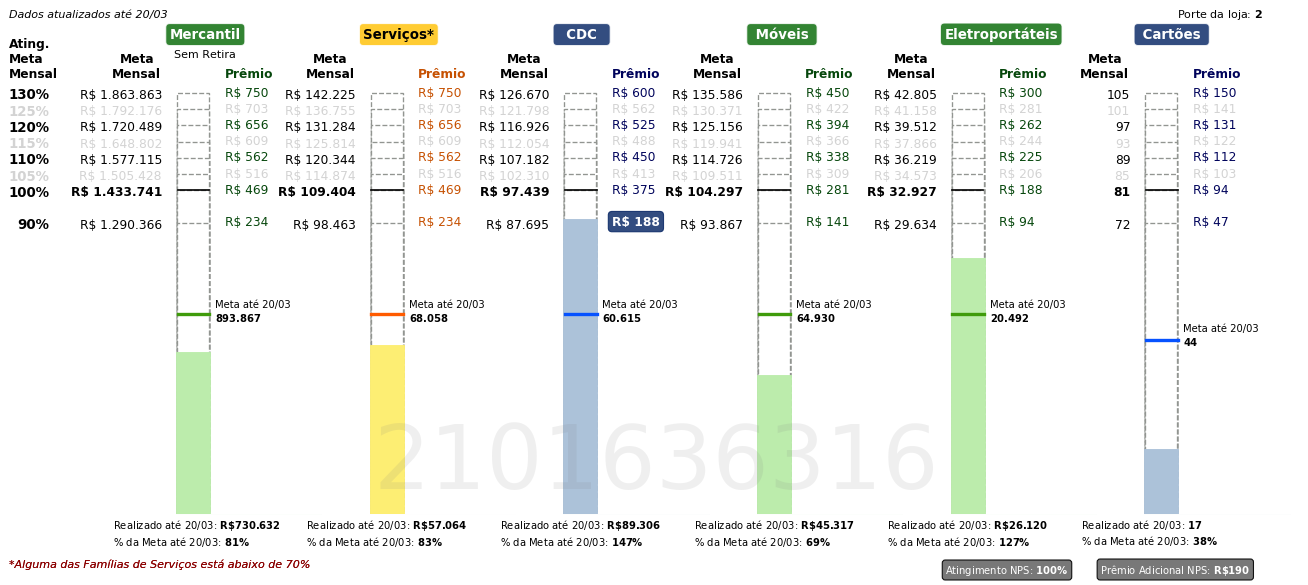 Dados atualizados até 20/03
Porte da loja: 2
Mercantil Serviços* CDC Móveis Eletroportáteis Cartões
Sem Retira
Ating. Meta Mensal
Meta Mensal Prêmio Meta Mensal Prêmio Meta Mensal Prêmio Meta Mensal Prêmio Meta Mensal Prêmio Meta Mensal Prêmio
130% R$ 1.863.863 R$ 750 R$ 142.225 R$ 750 R$ 126.670 R$ 600 R$ 135.586 R$ 450 R$ 42.805 R$ 300 105 R$ 150
125% R$ 1.792.176 R$ 703 R$ 136.755 R$ 703 R$ 121.798 R$ 562 R$ 130.371 R$ 422 R$ 41.158 R$ 281 101 R$ 141
120% R$ 1.720.489 R$ 656 R$ 131.284 R$ 656 R$ 116.926 R$ 525 R$ 125.156 R$ 394 R$ 39.512 R$ 262 97 R$ 131
115% R$ 1.648.802 R$ 609 R$ 125.814 R$ 609 R$ 112.054 R$ 488 R$ 119.941 R$ 366 R$ 37.866 R$ 244 93 R$ 122
110% R$ 1.577.115 R$ 562 R$ 120.344 R$ 562 R$ 107.182 R$ 450 R$ 114.726 R$ 338 R$ 36.219 R$ 225 89 R$ 112
105% R$ 1.505.428 R$ 516 R$ 114.874 R$ 516 R$ 102.310 R$ 413 R$ 109.511 R$ 309 R$ 34.573 R$ 206 85 R$ 103
100% R$ 1.433.741 R$ 469 R$ 109.404 R$ 469 R$ 97.439 R$ 375 R$ 104.297 R$ 281 R$ 32.927 R$ 188 81 R$ 94
90% R$ 1.290.366 R$ 234 R$ 98.463 R$ 234 R$ 87.695 R$ 188 R$ 93.867 R$ 141 R$ 29.634 R$ 94 72 R$ 47
Meta até 20/03 Meta até 20/03 Meta até 20/03 Meta até 20/03 Meta até 20/03
893.867 68.058 60.615 64.930 20.492
Meta até 20/03
44
2101636316
Realizado até 20/03: R$730.632 Realizado até 20/03: R$57.064 Realizado até 20/03: R$89.306 Realizado até 20/03: R$45.317 Realizado até 20/03: R$26.120 Realizado até 20/03: 17
% da Meta até 20/03: 81% % da Meta até 20/03: 83% % da Meta até 20/03: 147% % da Meta até 20/03: 69% % da Meta até 20/03: 127% % da Meta até 20/03: 38%
*Alguma das Famílias de Serviços está abaixo de 70%
Atingimento NPS: 100% Prêmio Adicional NPS: R$190